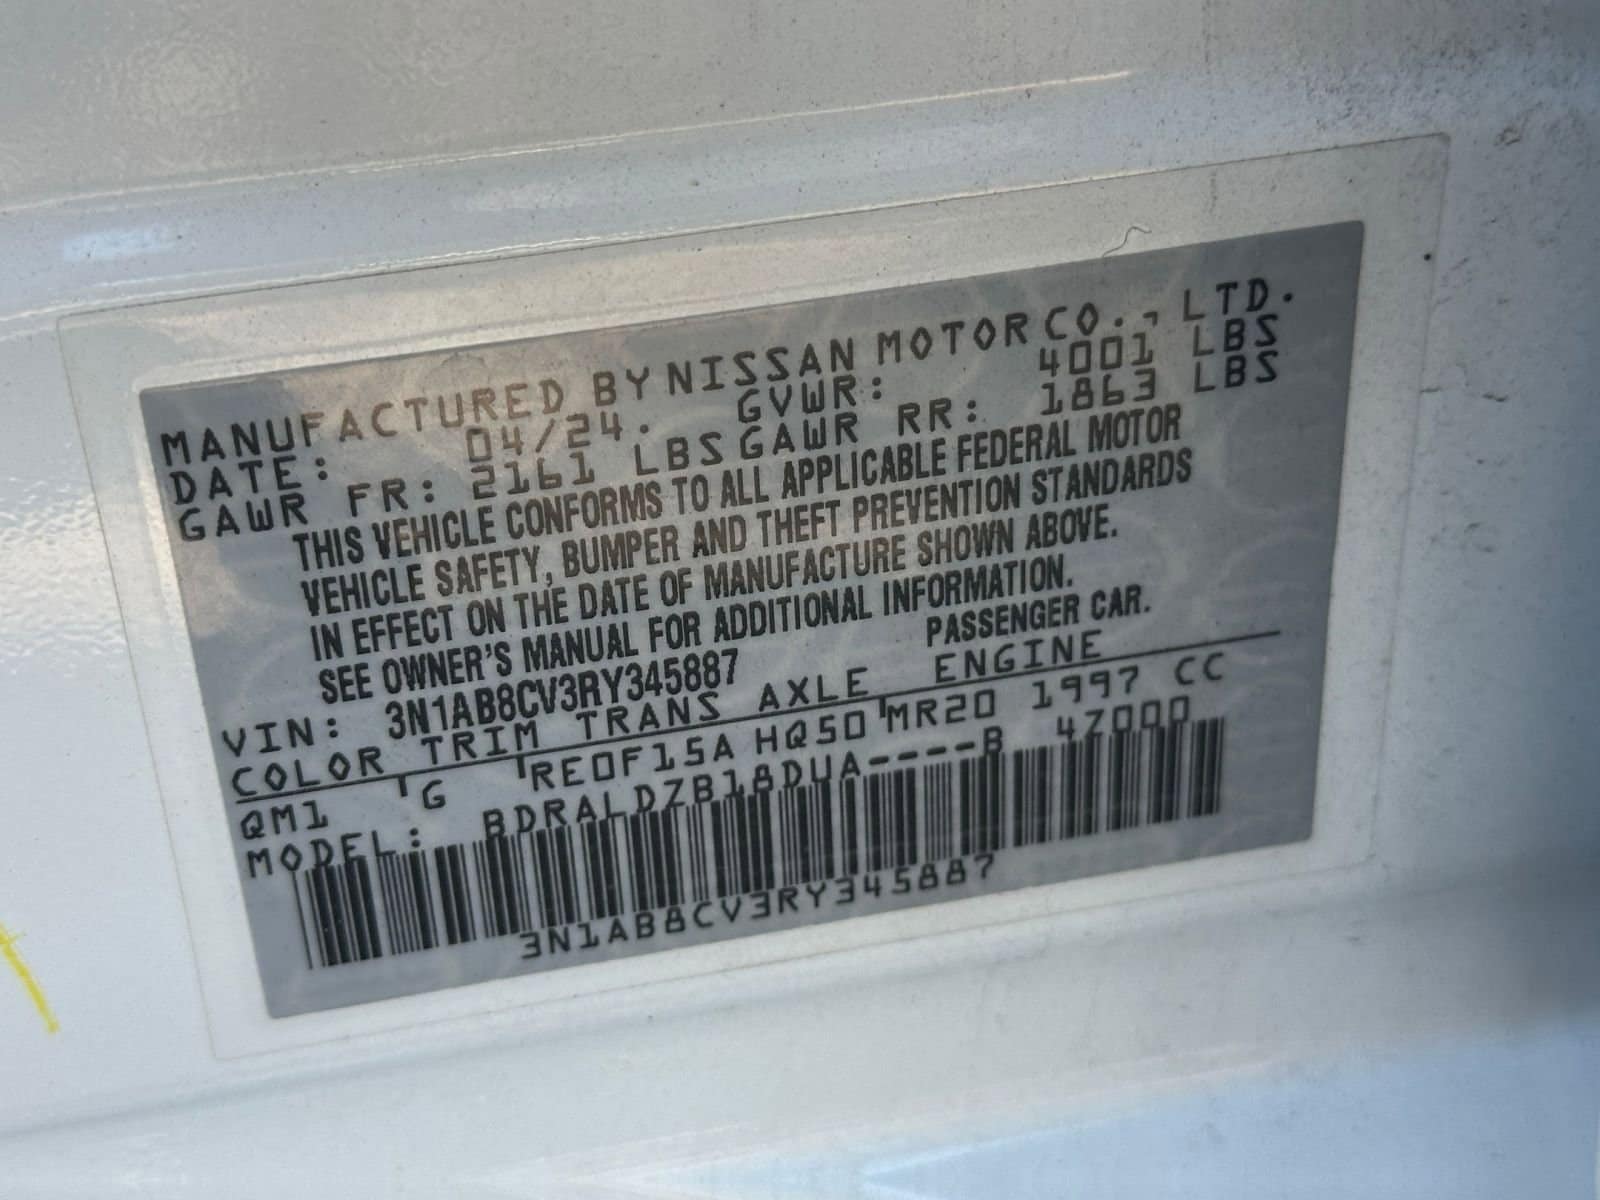 MANUFACTURED BY NISSAN MOTOR CO., LTD.
DATE: 04/24. GVWR: 4001 LBS
GAWR FR: 2161 LBS GAWR RR: 1863 LBS
THIS VEHICLE CONFORMS TO ALL APPLICABLE FEDERAL MOTOR
VEHICLE SAFETY, BUMPER AND THEFT PREVENTION STANDARDS
IN EFFECT ON THE DATE OF MANUFACTURE SHOWN ABOVE.
SEE OWNER'S MANUAL FOR ADDITIONAL INFORMATION.
VIN: 3N1AB8CV3RY345887 PASSENGER CAR.
COLOR TRIM TRANS AXLE ENGINE
QM1 G RE0F15A HQ50 MR20 1997 CC
MODEL: BDRALDZB18DUA----B 4Z000
3N1AB8CV3RY345887